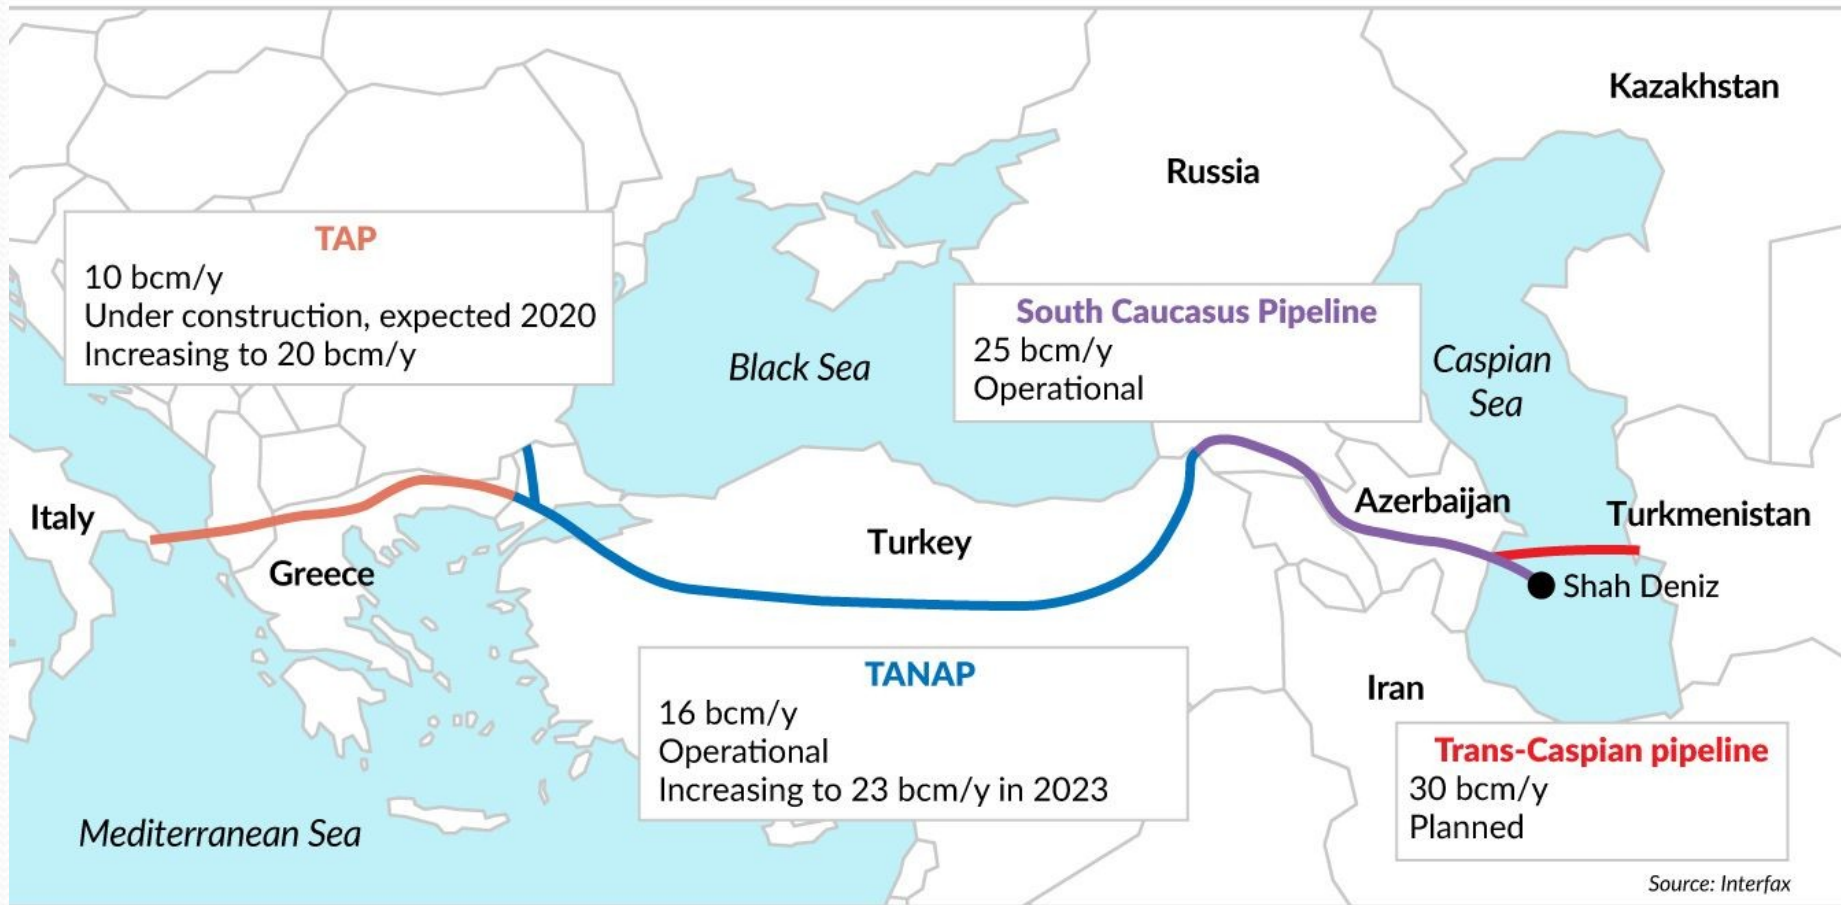 Kazakhstan
Russia
TAP
10 bcm/y
Under construction, expected 2020
Increasing to 20 bcm/y
South Caucasus Pipeline
25 bcm/y
Operational
Black Sea
Caspian
Sea
Italy
Greece
Turkey
Azerbaijan
Turkmenistan
Shah Deniz
TANAP
16 bcm/y
Operational
Increasing to 23 bcm/y in 2023
Iran
Trans-Caspian pipeline
30 bcm/y
Planned
Mediterranean Sea
Source: Interfax